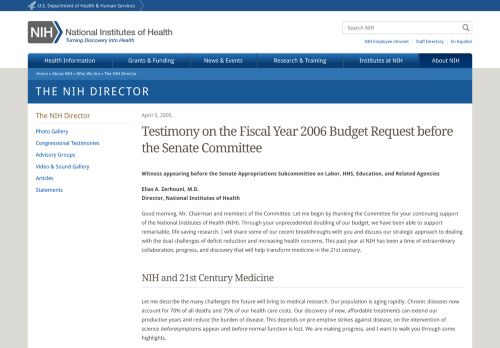 U.S. Department of Health & Human Services
NIH
National Institutes of Health
Turning Discovery Into Health
Search NIH
NIH Employee Intranet | Staff Directory | En Español
Health Information
Grants & Funding
News & Events
Research & Training
Institutes at NIH
About NIH
Home » About NIH » Who We Are » The NIH Director
THE NIH DIRECTOR
The NIH Director
Photo Gallery
Congressional Testimonies
Advisory Groups
Video & Sound Gallery
Articles
Statements
April 5, 2005
Testimony on the Fiscal Year 2006 Budget Request before
the Senate Committee
Witness appearing before the Senate Appropriations Subcommittee on Labor, HHS, Education, and Related Agencies
Elias A. Zerhouni, M.D.
Director, National Institutes of Health
Good morning, Mr. Chairman and members of the Committee. Let me begin by thanking the Committee for your continuing support
of the National Institutes of Health (NIH). Through your unprecedented doubling of our budget, we have been able to support
remarkable, life-saving research. I will share some of our recent breakthroughs with you and discuss our strategic approach to dealing
with the dual challenges of deficit reduction and increasing health concerns. This past year at NIH has been a time of extraordinary
collaboration, progress, and discovery that will help transform medicine in the 21st century.
NIH and 21st Century Medicine
Let me describe the many challenges the future will bring to medical research. Our population is aging rapidly. Chronic diseases now
account for 70% of all deaths and 75% of our health care costs. Our discovery of new, affordable treatments can extend our
productive years and reduce the burden of disease. This depends on pre-emptive strikes against disease, on the intervention of
science beforesymptoms appear and before normal function is lost. We are making progress, and I want to walk you through some
highlights.